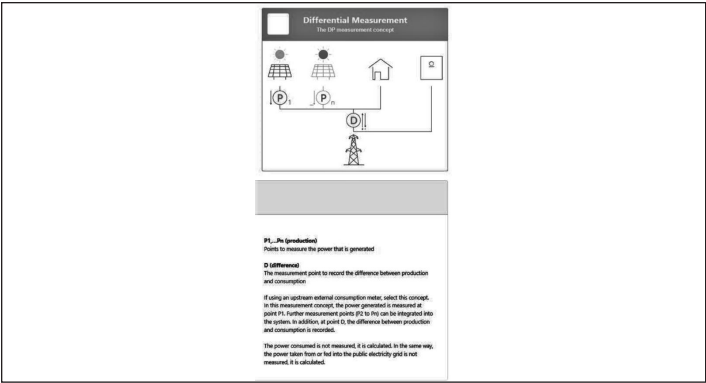 Differential Measurement
The DP measurement concept
P 1
P n
D
P1,...Pn (production)
Points to measure the power that is generated
D (difference)
The measurement point to record the difference between production
and consumption
If using an upstream external consumption meter, select this concept.
In this measurement concept, the power generated is measured at
point P1. Further measurement points (P2 to Pn) can be integrated into
the system. In addition, at point D, the difference between production
and consumption is recorded.
The power consumed is not measured, it is calculated. In the same way,
the power taken from or fed into the public electricity grid is not
measured, it is calculated.